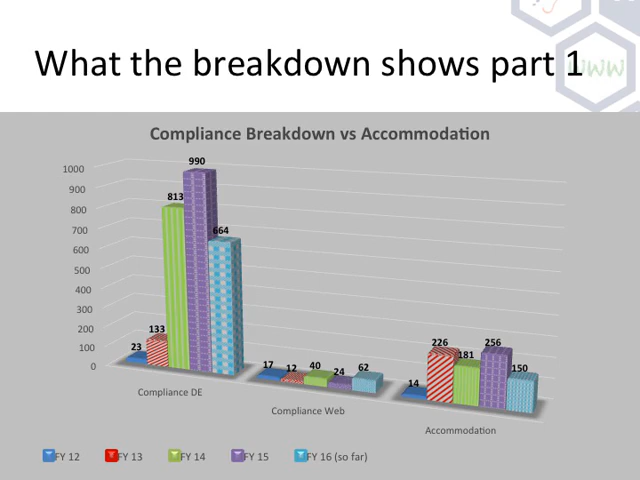 What the breakdown shows part 1
www
Compliance Breakdown vs Accommodation
1000
900
800
700
600
500
400
300
200
100
0
23
133
813
990
664
17
12
40
24
62
14
226
181
256
150
Compliance DE
Compliance Web
Accommodation
FY 12
FY 13
FY 14
FY 15
FY 16 (so far)